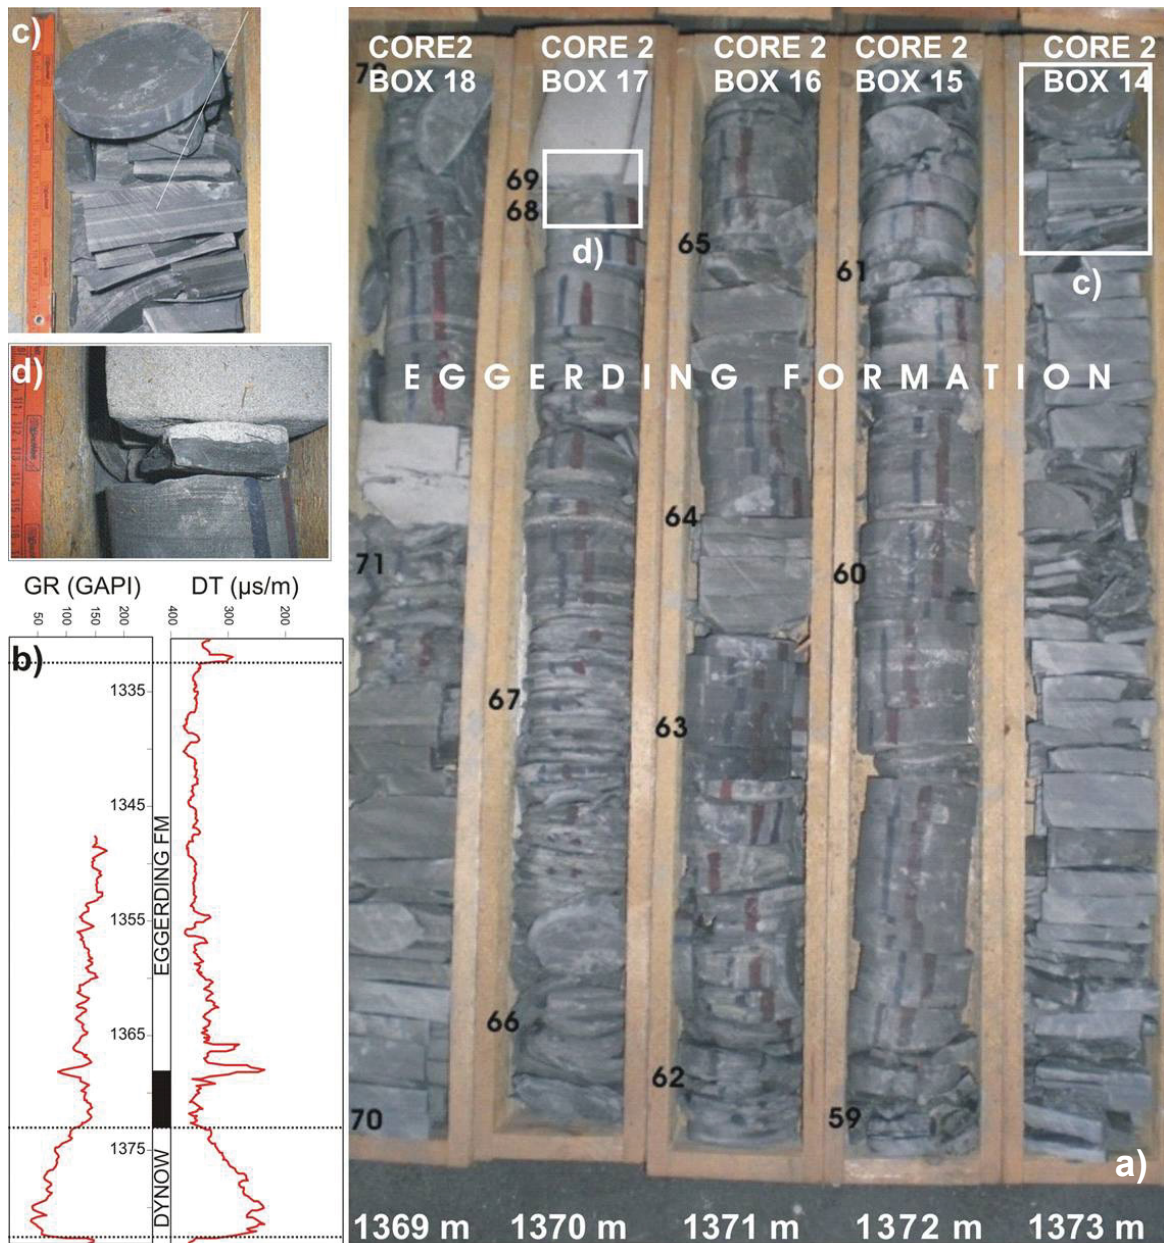 c)
CORE2
BOX 18
CORE 2
BOX 17
CORE 2
BOX 16
CORE 2
BOX 15
CORE 2
BOX 14
69
68
65
61
c)
d)
d)
EGGERDING FORMATION
64
71
60
67
63
66
62
70
59
a)
1369 m
1370 m
1371 m
1372 m
1373 m
GR (GAPI)
DT (µs/m)
50 100 150 200
400 300 200
b)
1335
1345
1355
1365
1375
EGGERDING FM
DYNOW